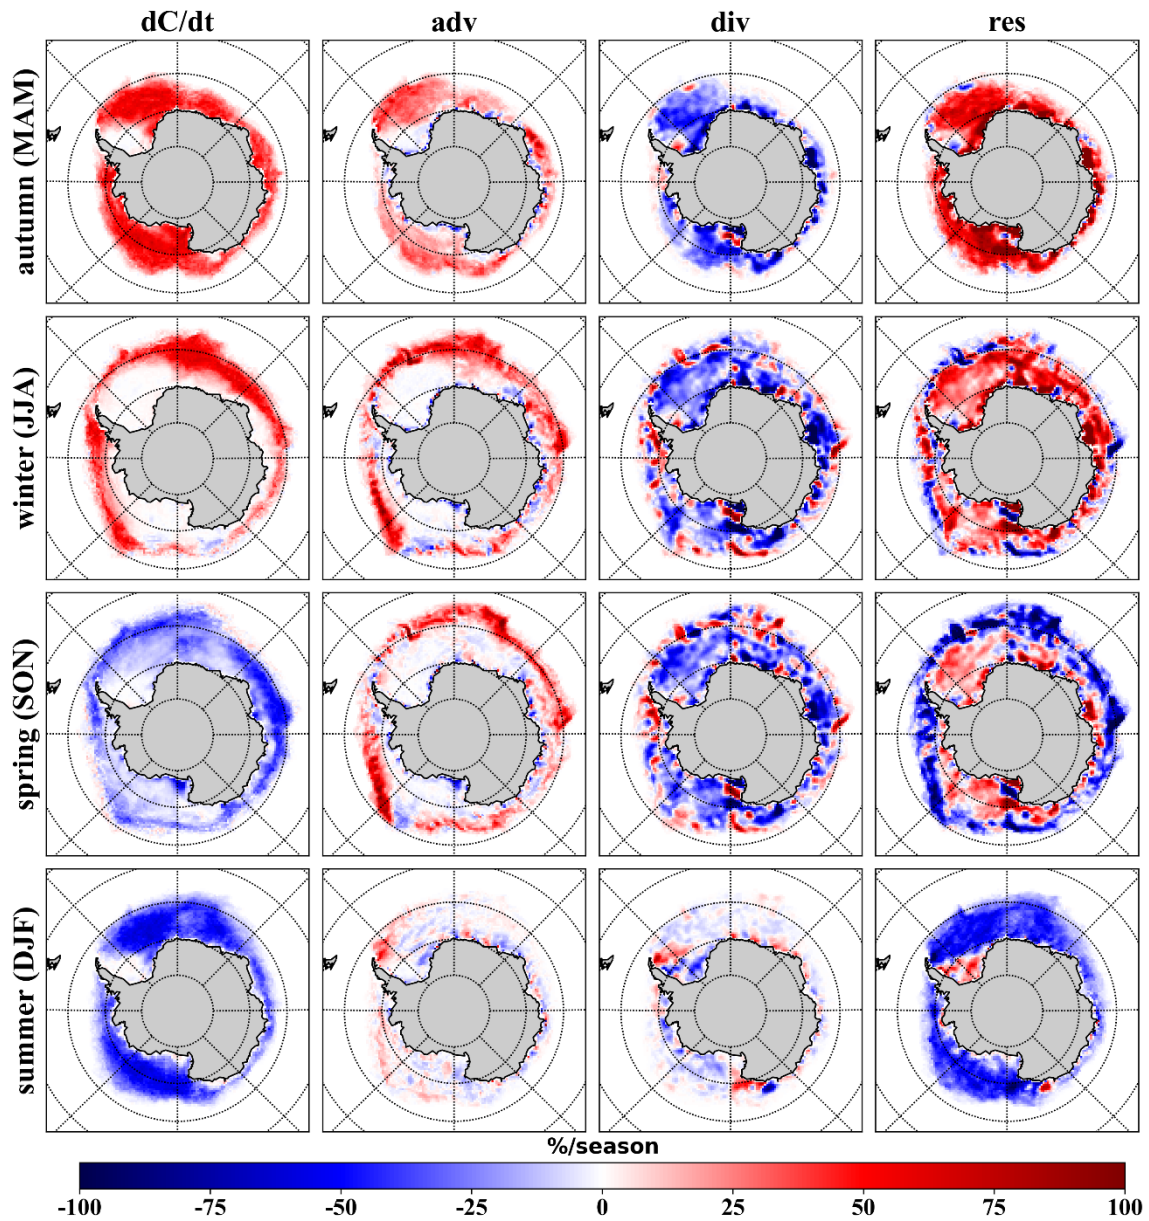 dC/dt adv div res
autumn (MAM)
winter (JJA)
spring (SON)
summer (DJF)
%/season
-100 -75 -50 -25 0 25 50 75 100